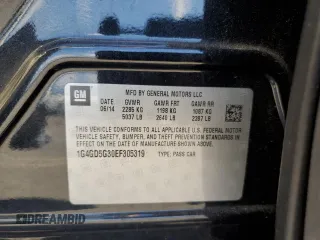 GM
MFD BY GENERAL MOTORS LLC
DATE GVWR GAWR FRT GAWR RR
06/14 2285 KG 1198 KG 1087 KG
5037 LB 2640 LB 2397 LB
THIS VEHICLE CONFORMS TO ALL APPLICABLE U.S. FEDERAL MOTOR VEHICLE
SAFETY, BUMPER, AND THEFT PREVENTION STANDARDS IN EFFECT ON THE
DATE OF MANUFACTURE SHOWN ABOVE.
1G4GD5G30EF305319 TYPE: PASS CAR
DREAMBID